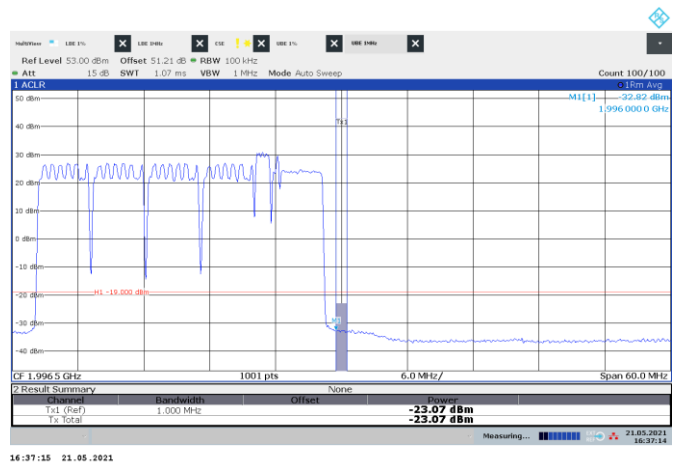 MultiView LBE 1% LBE 1MHz CSE UBE 1% UBE 1MHz
Ref Level 53.00 dBm Offset 51.21 dB RBW 100 kHz
Att 15 dB SWT 1.07 ms VBW 1 MHz Mode Auto Sweep Count 100/100
1 ACLR 1Rm Avg
50 dBm M1[1] -32.82 dBm
1.996 000 0 GHz
40 dBm Tx1
30 dBm
20 dBm
10 dBm
0 dBm
-10 dBm
-20 dBm H1 -19.000 dBm
-30 dBm M1
-40 dBm
CF 1.9965 GHz 1001 pts 6.0 MHz/ Span 60.0 MHz
2 Result Summary None
Channel Bandwidth Offset Power
Tx1 (Ref) 1.000 MHz -23.07 dBm
Tx Total -23.07 dBm
Measuring... 21.05.2021
16:37:14
16:37:15 21.05.2021